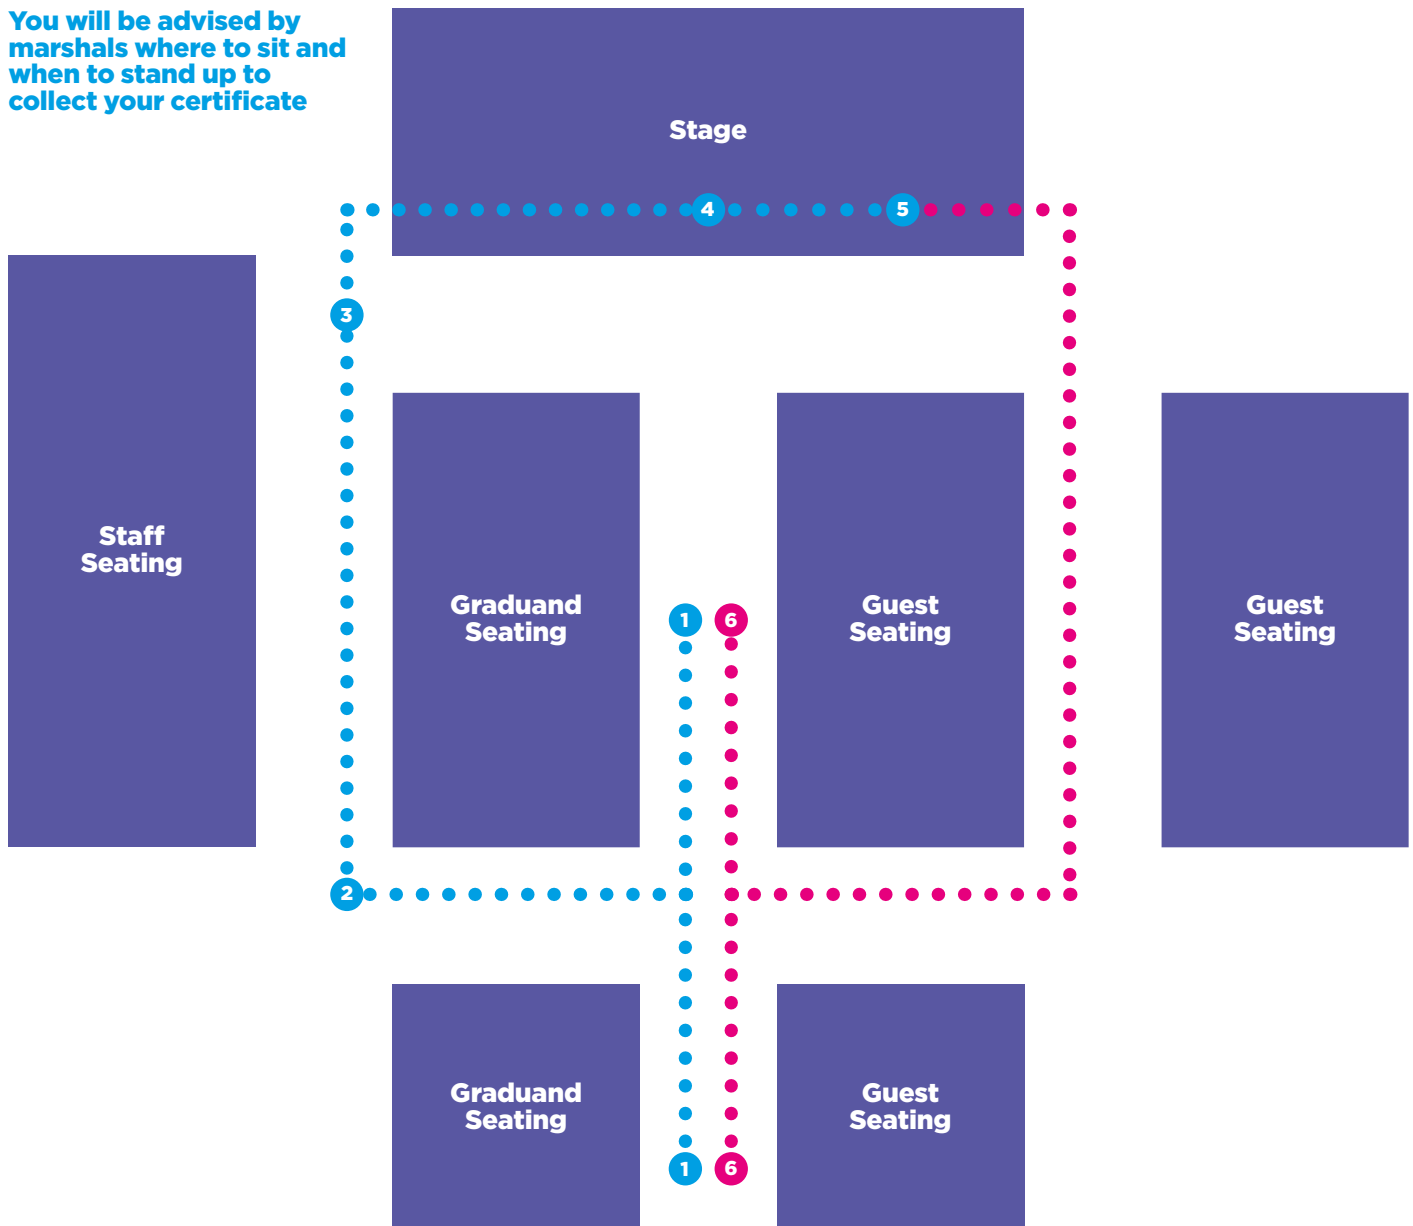 You will be advised by
marshals where to sit and
when to stand up to
collect your certificate
Stage
4
5
3
Staff
Seating
Graduand
Seating
1
6
Guest
Seating
Guest
Seating
2
Graduand
Seating
Guest
Seating
1
6